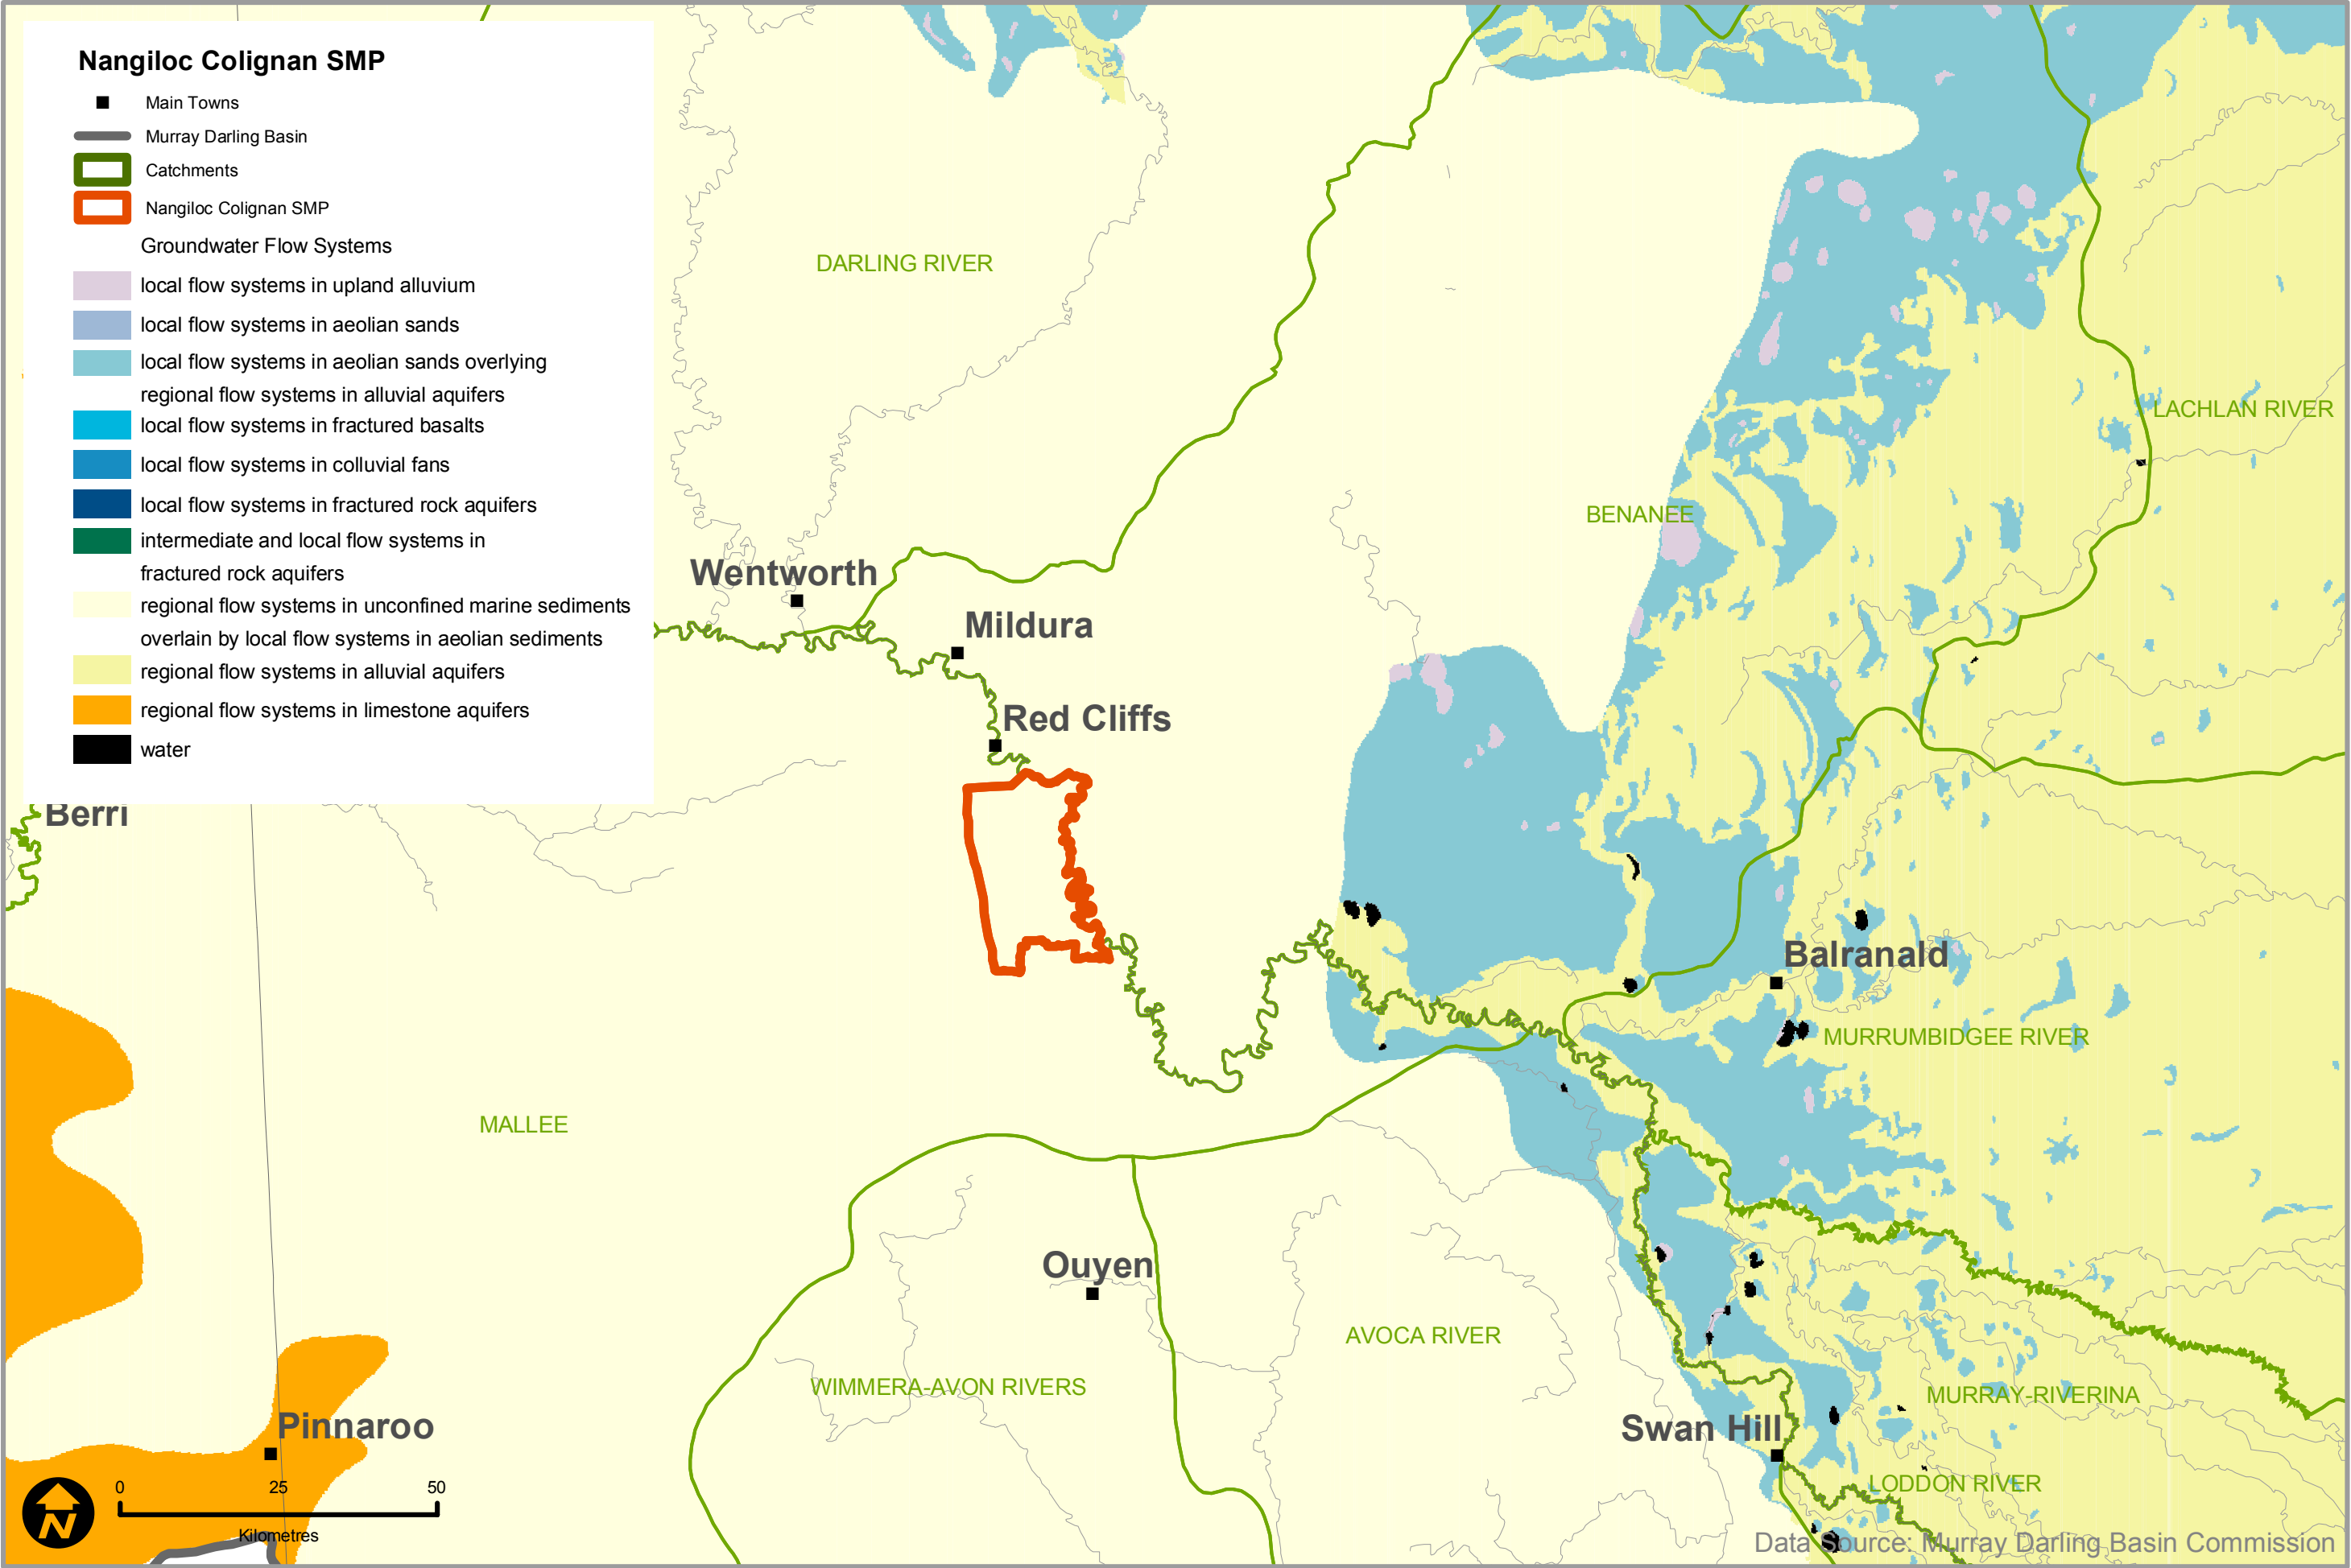 Nangiloc Colignan SMP
Main Towns
Murray Darling Basin
Catchments
Nangiloc Colignan SMP
Groundwater Flow Systems
local flow systems in upland alluvium
local flow systems in aeolian sands
local flow systems in aeolian sands overlying
regional flow systems in alluvial aquifers
local flow systems in fractured basalts
local flow systems in colluvial fans
local flow systems in fractured rock aquifers
intermediate and local flow systems in
fractured rock aquifers
regional flow systems in unconfined marine sediments
overlain by local flow systems in aeolian sediments
regional flow systems in alluvial aquifers
regional flow systems in limestone aquifers
water
DARLING RIVER
LACHLAN RIVER
BENANEE
Wentworth
Mildura
Red Cliffs
Berri
Balranald
MURRUMBIDGEE RIVER
MALLEE
Ouyen
AVOCA RIVER
WIMMERA-AVON RIVERS
MURRAY-RIVERINA
Pinnaroo
Swan Hill
LODDON RIVER
0 25 50
Kilometres
N
Data Source: Murray Darling Basin Commission